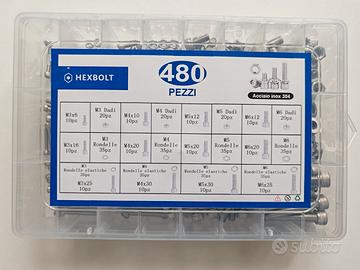 HEXBOLT
480
PEZZI
Acciaio inox 304
M3x6
10pz
M3 Dadi
20pz
M4x10
10pz
M4 Dadi
20pz
M5x12
10pz
M5 Dadi
20pz
M6x12
10pz
M6 Dadi
20pz
M3x16
10pz
M3
Rondelle
35pz
M4x20
10pz
M4
Rondelle
35pz
M5x20
10pz
M5
Rondelle
35pz
M6x20
10pz
M6
Rondelle
35pz
M3
Rondelle elastiche
35pz
M3x25
10pz
M4
Rondelle elastiche
35pz
M4x30
10pz
M5
Rondelle elastiche
35pz
M5x30
10pz
M6
Rondelle elastiche
35pz
M6x35
10pz
subito